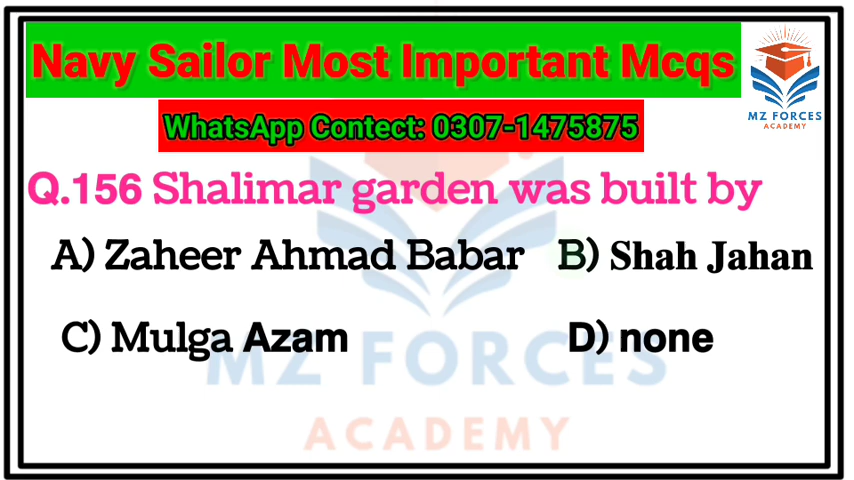 Navy Sailor Most Important Mcqs
MZ FORCES
ACADEMY
WhatsApp Contect: 0307-1475875
Q.156 Shalimar garden was built by
A) Zaheer Ahmad Babar B) Shah Jahan
C) Mulga Azam D) none
MZ FORCES
ACADEMY